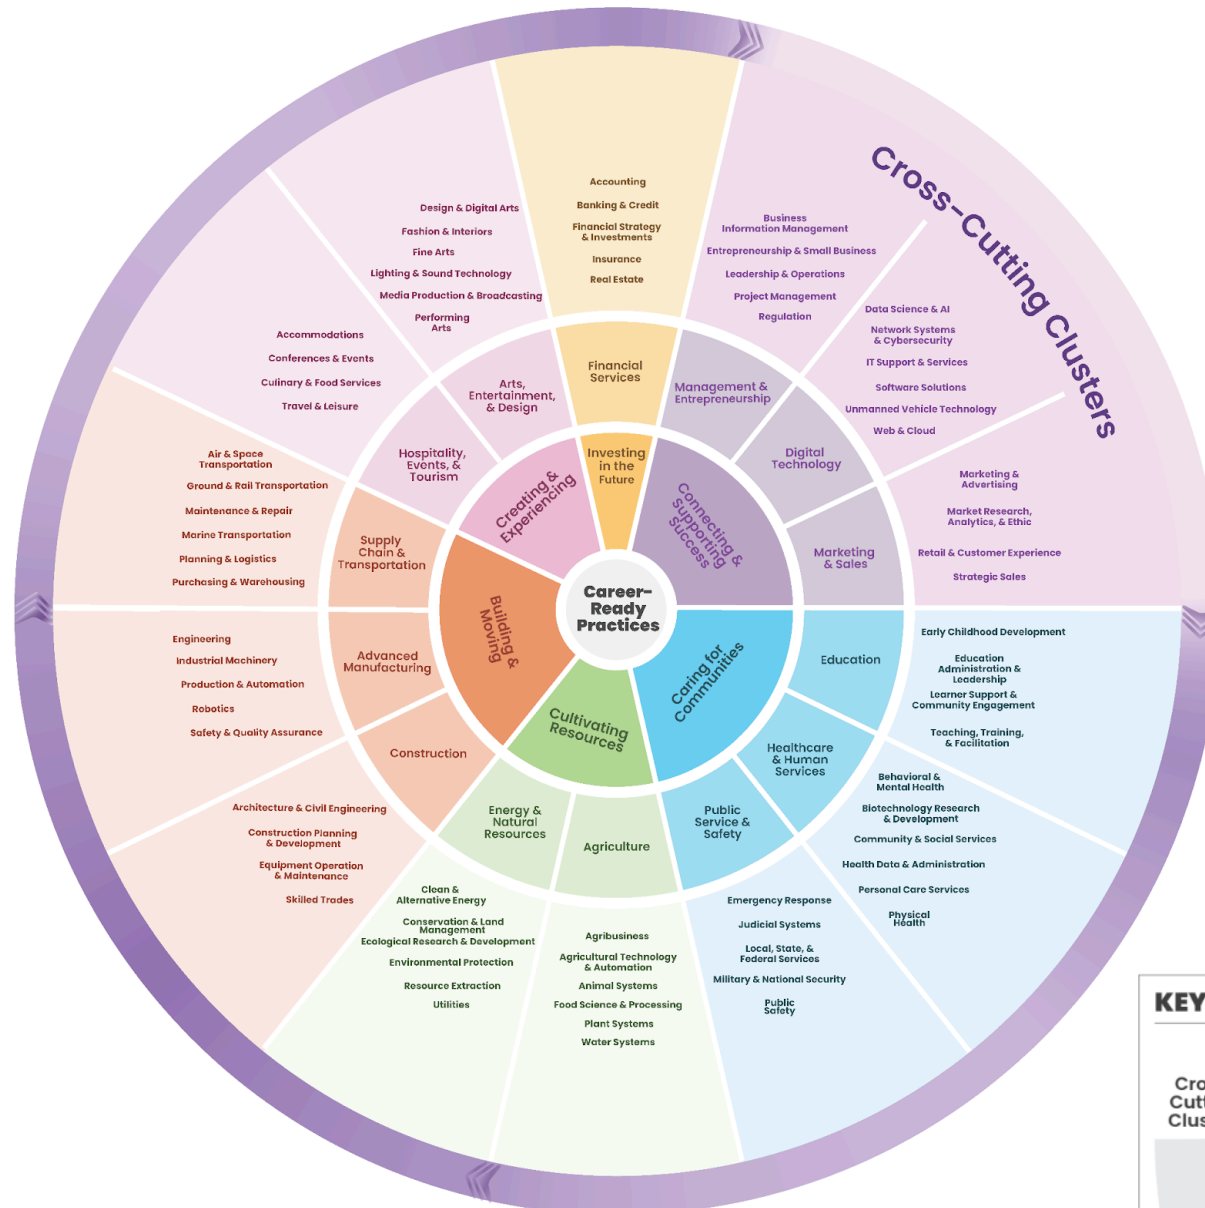 Career-
Ready
Practices
Investing
in the
Future
Connecting &
Supporting
Success
Caring for
Communities
Cultivating
Resources
Building &
Moving
Creating &
Experiencing
Financial
Services
Accounting
Banking & Credit
Financial Strategy
& Investments
Insurance
Real Estate
Cross-Cutting Clusters
Management &
Entrepreneurship
Business
Information Management
Entrepreneurship & Small Business
Leadership & Operations
Project Management
Regulation
Digital
Technology
Data Science & AI
Network Systems
& Cybersecurity
IT Support & Services
Software Solutions
Unmanned Vehicle Technology
Web & Cloud
Marketing
& Sales
Marketing &
Advertising
Market Research,
Analytics, & Ethic
Retail & Customer Experience
Strategic Sales
Education
Early Childhood Development
Education
Administration &
Leadership
Learner Support &
Community Engagement
Teaching, Training,
& Facilitation
Healthcare
& Human
Services
Behavioral &
Mental Health
Biotechnology Research
& Development
Community & Social Services
Health Data & Administration
Personal Care Services
Physical
Health
Public
Service &
Safety
Emergency Response
Judicial Systems
Local, State, &
Federal Services
Military & National Security
Public
Safety
Agriculture
Agribusiness
Agricultural Technology
& Automation
Animal Systems
Food Science & Processing
Plant Systems
Water Systems
Energy &
Natural
Resources
Clean &
Alternative Energy
Conservation & Land
Management
Ecological Research & Development
Environmental Protection
Resource Extraction
Utilities
Construction
Architecture & Civil Engineering
Construction Planning
& Development
Equipment Operation
& Maintenance
Skilled Trades
Advanced
Manufacturing
Engineering
Industrial Machinery
Production & Automation
Robotics
Safety & Quality Assurance
Supply
Chain &
Transportation
Air & Space
Transportation
Ground & Rail Transportation
Maintenance & Repair
Marine Transportation
Planning & Logistics
Purchasing & Warehousing
Hospitality,
Events, &
Tourism
Accommodations
Conferences & Events
Culinary & Food Services
Travel & Leisure
Arts,
Entertainment,
& Design
Design & Digital Arts
Fashion & Interiors
Fine Arts
Lighting & Sound Technology
Media Production & Broadcasting
Performing
Arts
KEY
Cro
Cutt
Clus